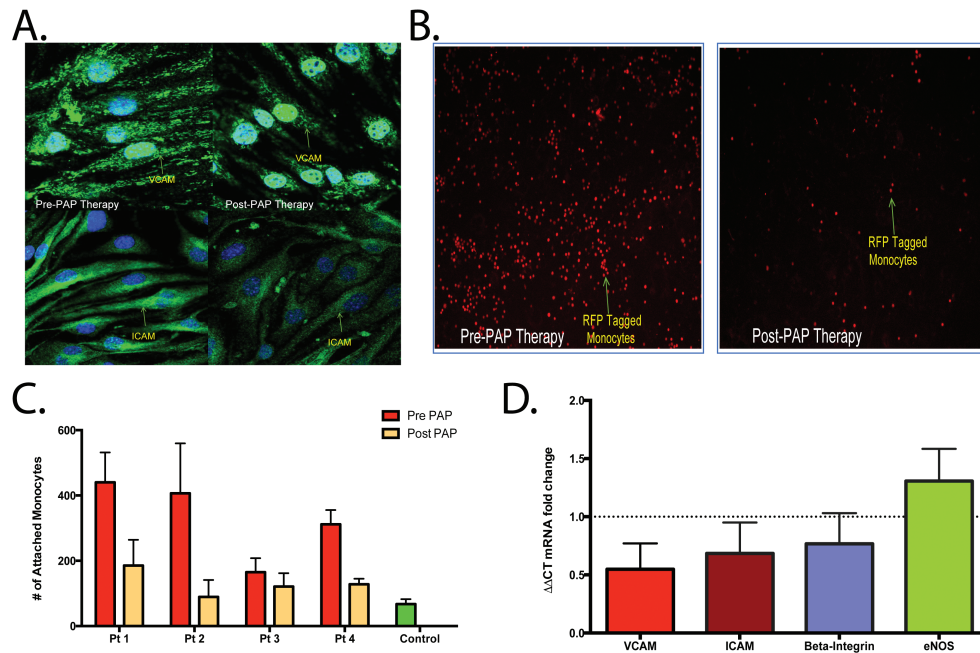 A.
VCAM
VCAM
Pre-PAP Therapy
Post-PAP Therapy
ICAM
ICAM
B.
RFP Tagged
Monocytes
Pre-PAP Therapy
RFP Tagged
Monocytes
Post-PAP Therapy
C.
Pre PAP
Post PAP
# of Attached Monocytes
600
400
200
0
Pt 1
Pt 2
Pt 3
Pt 4
Control
D.
ΔΔCT mRNA fold change
2.0
1.5
1.0
0.5
0.0
VCAM
ICAM
Beta-Integrin
eNOS